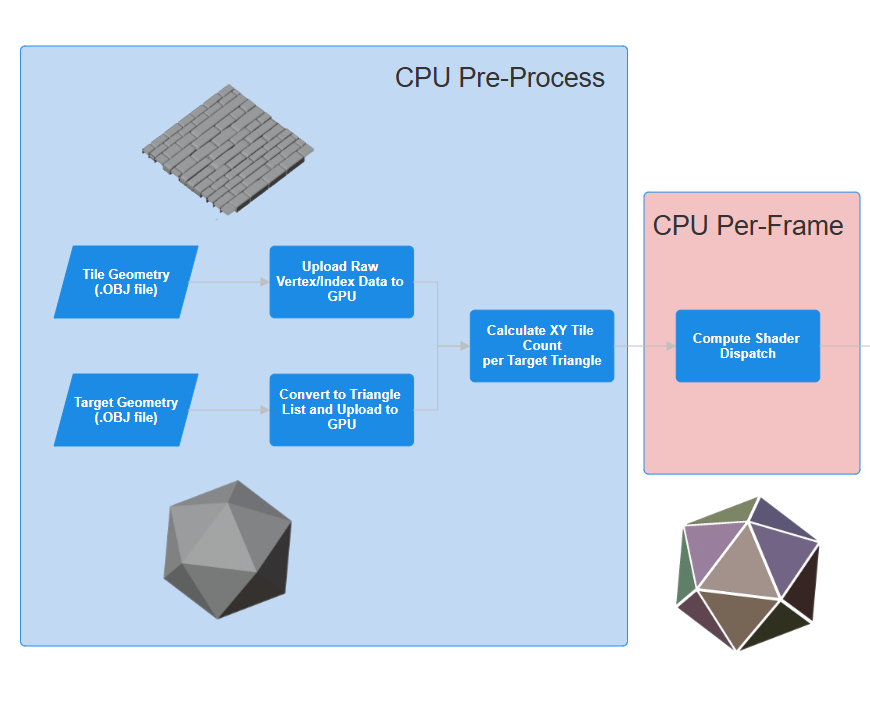 CPU Pre-Process
CPU Per-Frame
Tile Geometry
(.OBJ file)
Upload Raw
Vertex/Index Data to
GPU
Calculate XY Tile
Count
per Target Triangle
Compute Shader
Dispatch
Target Geometry
(.OBJ file)
Convert to Triangle
List and Upload to
GPU